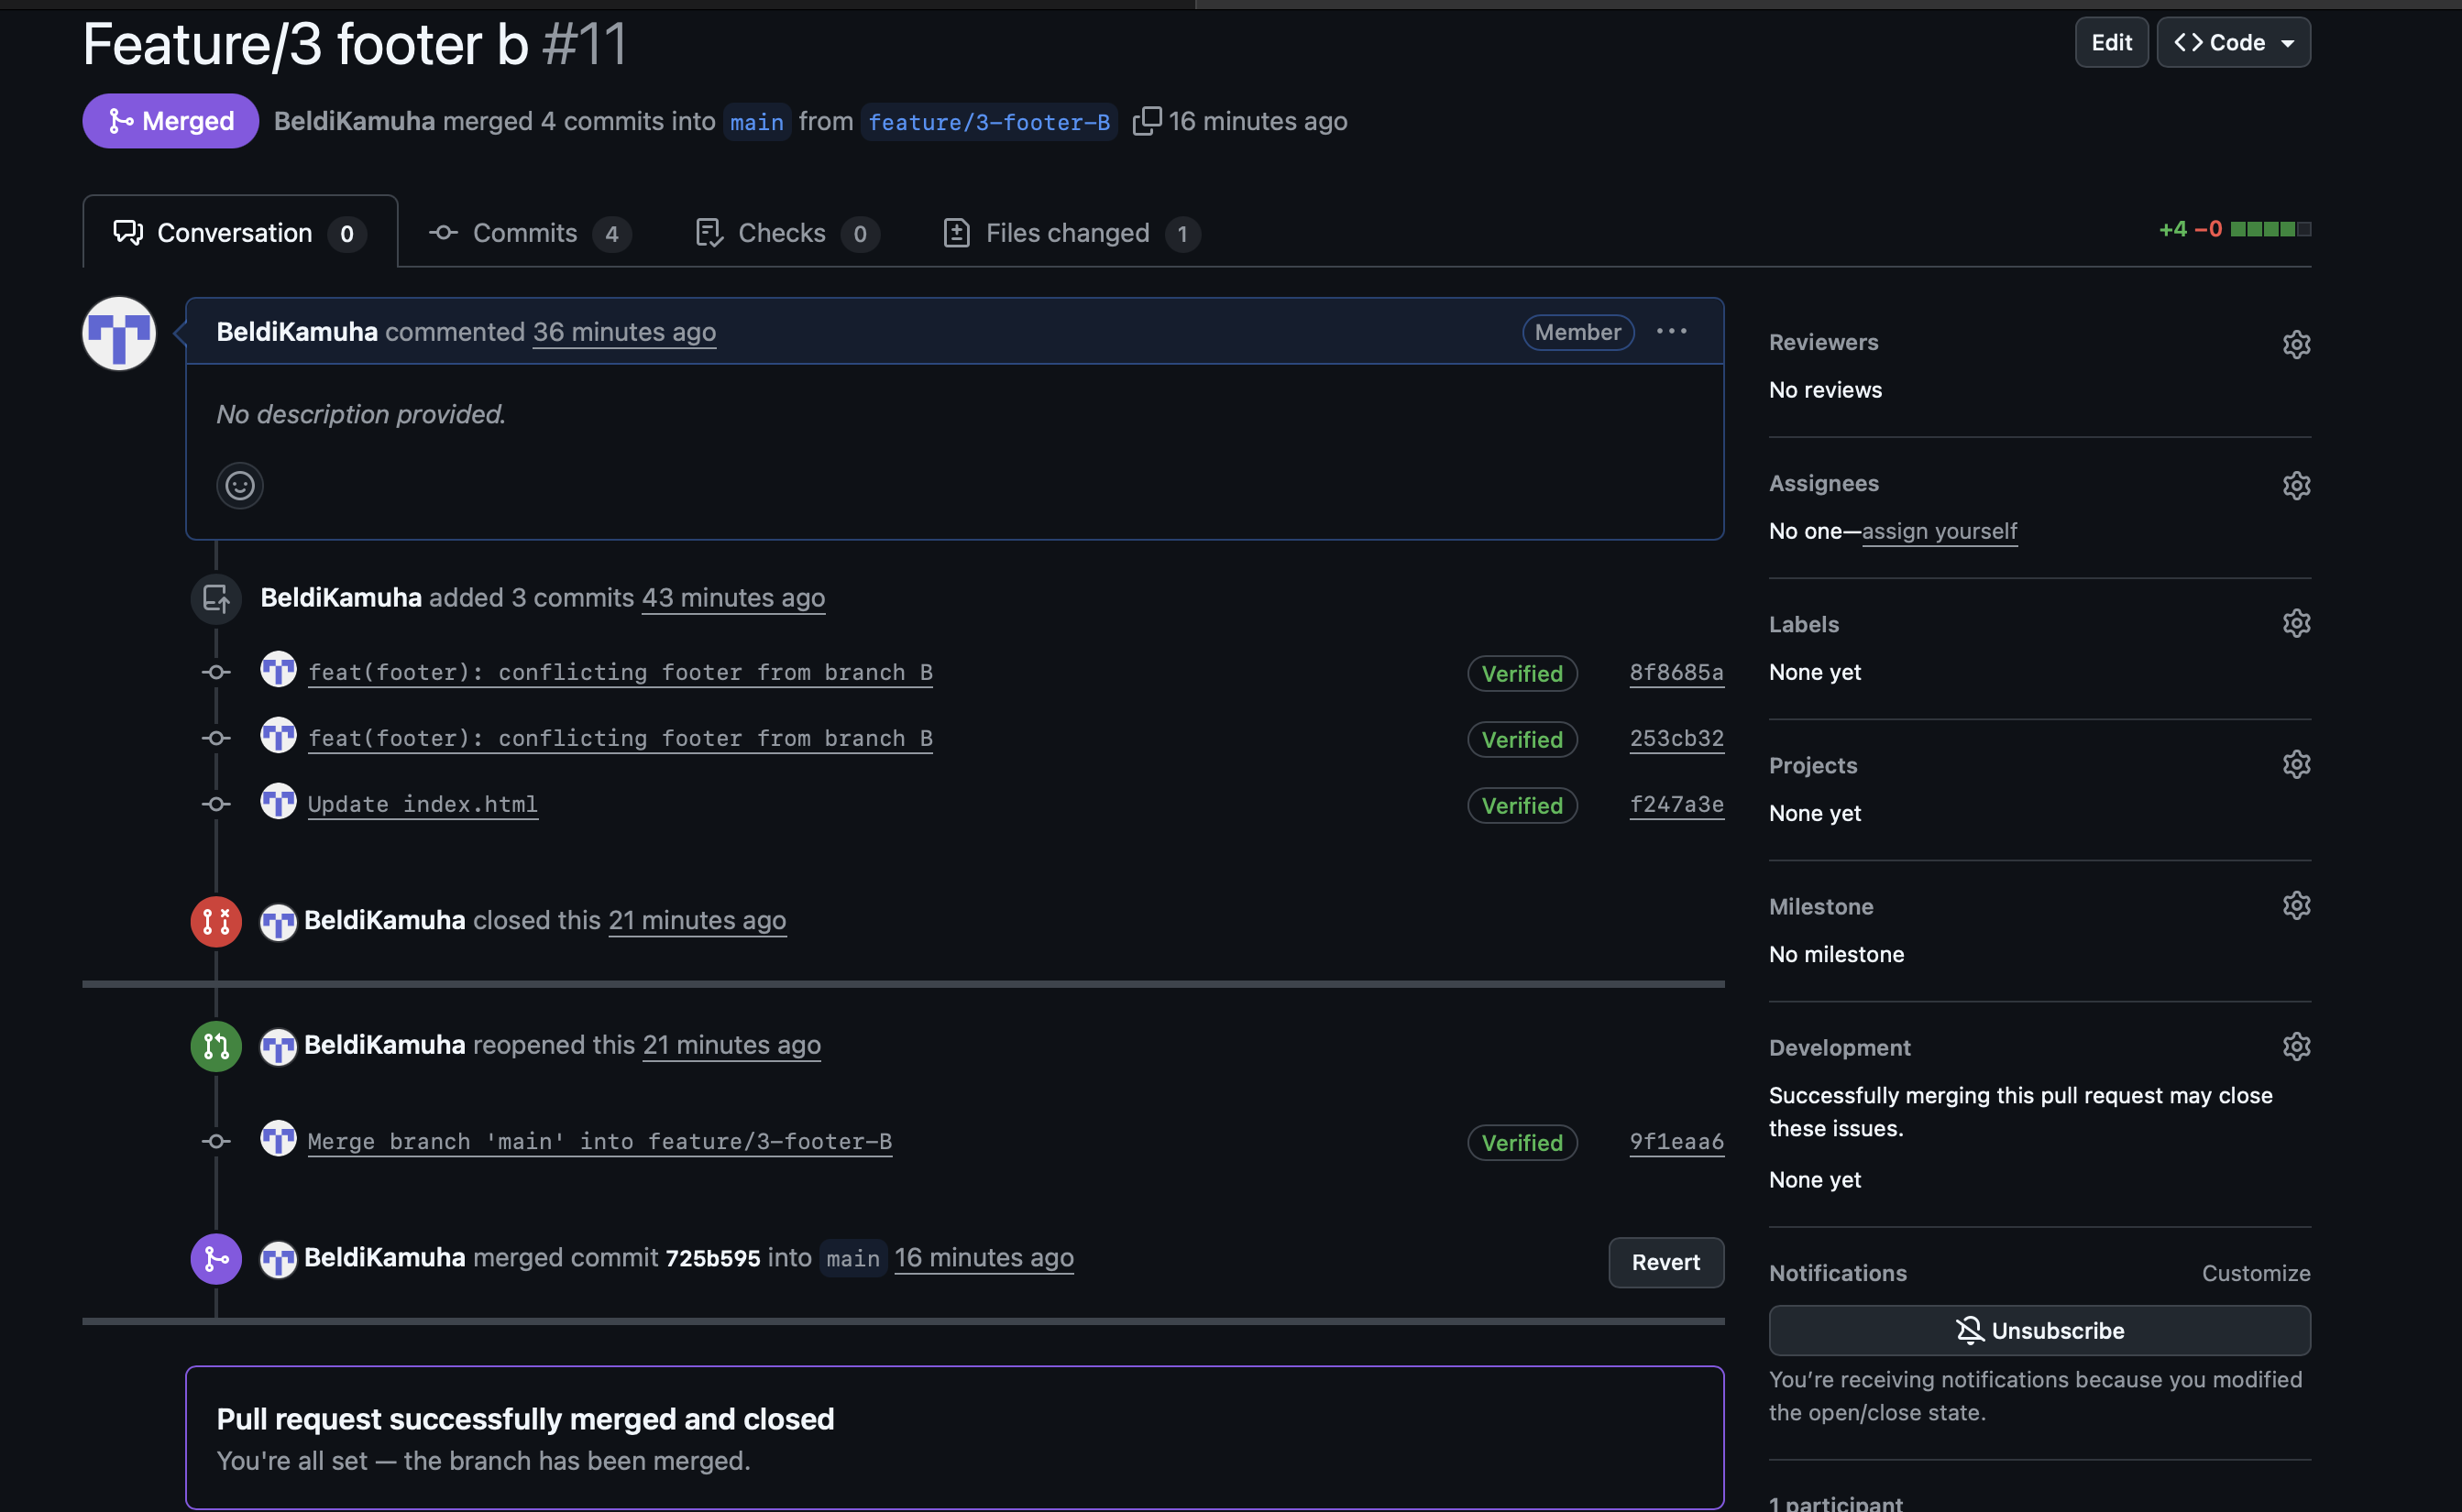 Feature/3 footer b #11
Edit
Code
Merged
BeldiKamuha merged 4 commits into main from feature/3-footer-B 16 minutes ago
Conversation 0
Commits 4
Checks 0
Files changed 1
+4 −0
BeldiKamuha commented 36 minutes ago
Member
No description provided.
BeldiKamuha added 3 commits 43 minutes ago
feat(footer): conflicting footer from branch B
Verified
8f8685a
feat(footer): conflicting footer from branch B
Verified
253cb32
Update index.html
Verified
f247a3e
BeldiKamuha closed this 21 minutes ago
BeldiKamuha reopened this 21 minutes ago
Merge branch 'main' into feature/3-footer-B
Verified
9f1eaa6
BeldiKamuha merged commit 725b595 into main 16 minutes ago
Revert
Pull request successfully merged and closed
You're all set — the branch has been merged.
Reviewers
No reviews
Assignees
No one—assign yourself
Labels
None yet
Projects
None yet
Milestone
No milestone
Development
Successfully merging this pull request may close
these issues.
None yet
Notifications
Customize
Unsubscribe
You're receiving notifications because you modified
the open/close state.
1 participant